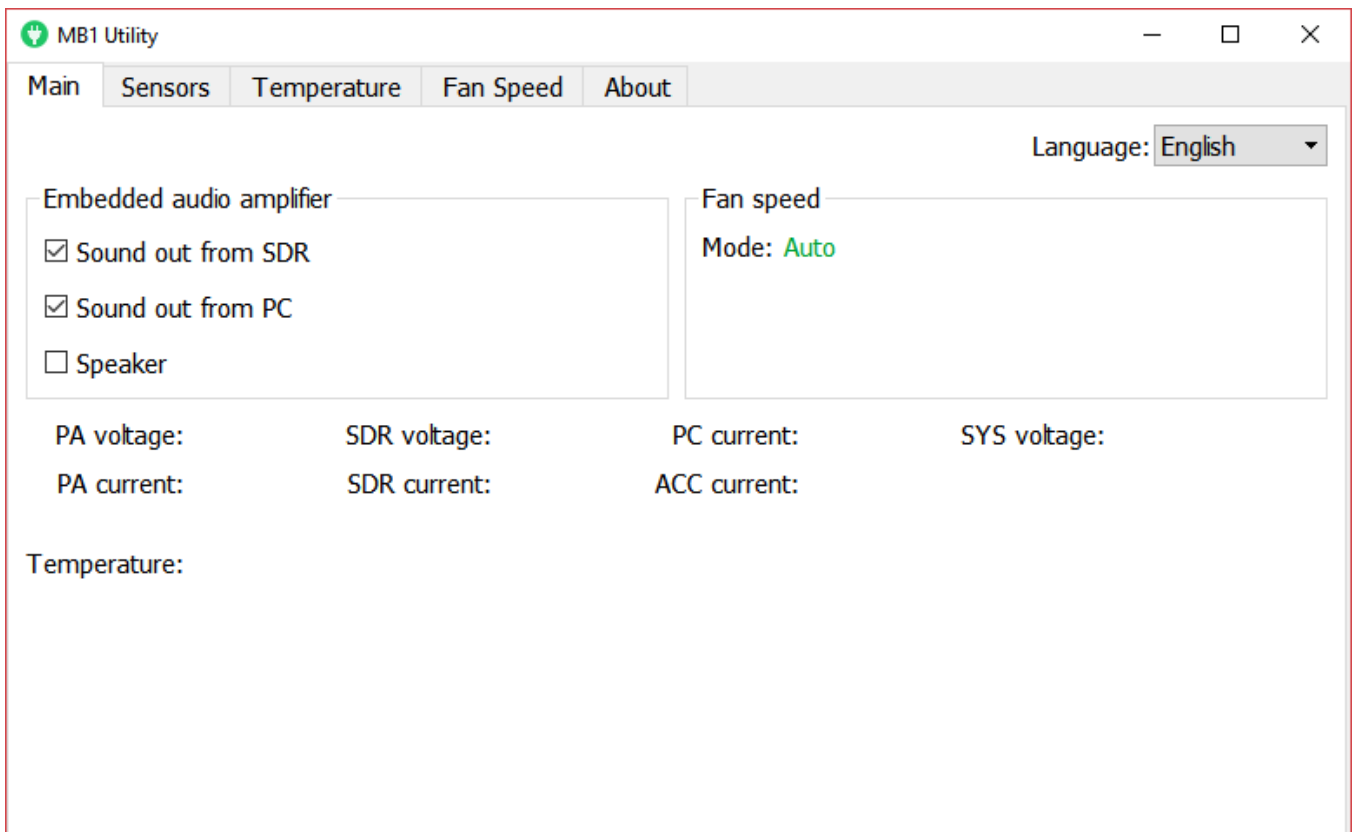 MB1 Utility
Main Sensors Temperature Fan Speed About
Language: English
Embedded audio amplifier
Sound out from SDR
Sound out from PC
Speaker
Fan speed
Mode: Auto
PA voltage: SDR voltage: PC current: SYS voltage:
PA current: SDR current: ACC current:
Temperature: